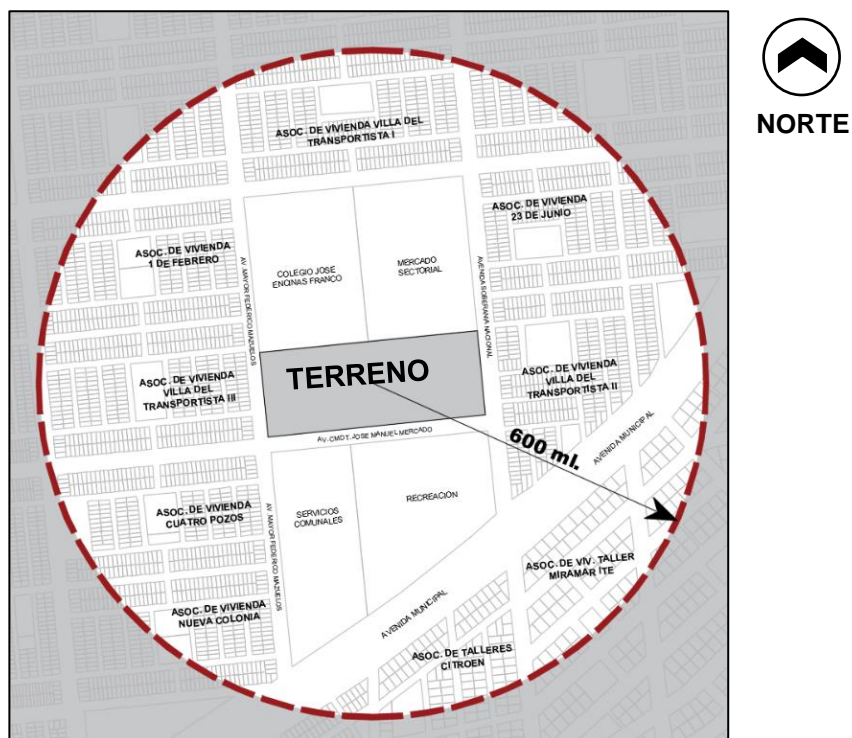 NORTE
ASOC. DE VIVIENDA VILLA DEL
TRANSPORTISTA I
ASOC. DE VIVIENDA
23 DE JUNIO
ASOC. DE VIVIENDA
1 DE FEBRERO
COLEGIO JOSE
ENCINAS FRANCO
MERCADO
SECTORIAL
AV. MAYOR FEDERICO MAZUELOS
AVENIDA SOBERANIA NACIONAL
TERRENO
ASOC. DE VIVIENDA
VILLA DEL
TRANSPORTISTA III
ASOC. DE VIVIENDA
VILLA DEL
TRANSPORTISTA II
AV. CMDT. JOSE MANUEL MERCADO
600 ml.
AVENIDA MUNICIPAL
ASOC. DE VIVIENDA
CUATRO POZOS
SERVICIOS
COMUNALES
RECREACION
AV. MAYOR FEDERICO MAZUELOS
ASOC. DE VIV. TALLER
MIRAMAR ITE
ASOC. DE VIVIENDA
NUEVA COLONIA
AVENIDA MUNICIPAL
ASOC. DE TALLERES
CITROEN